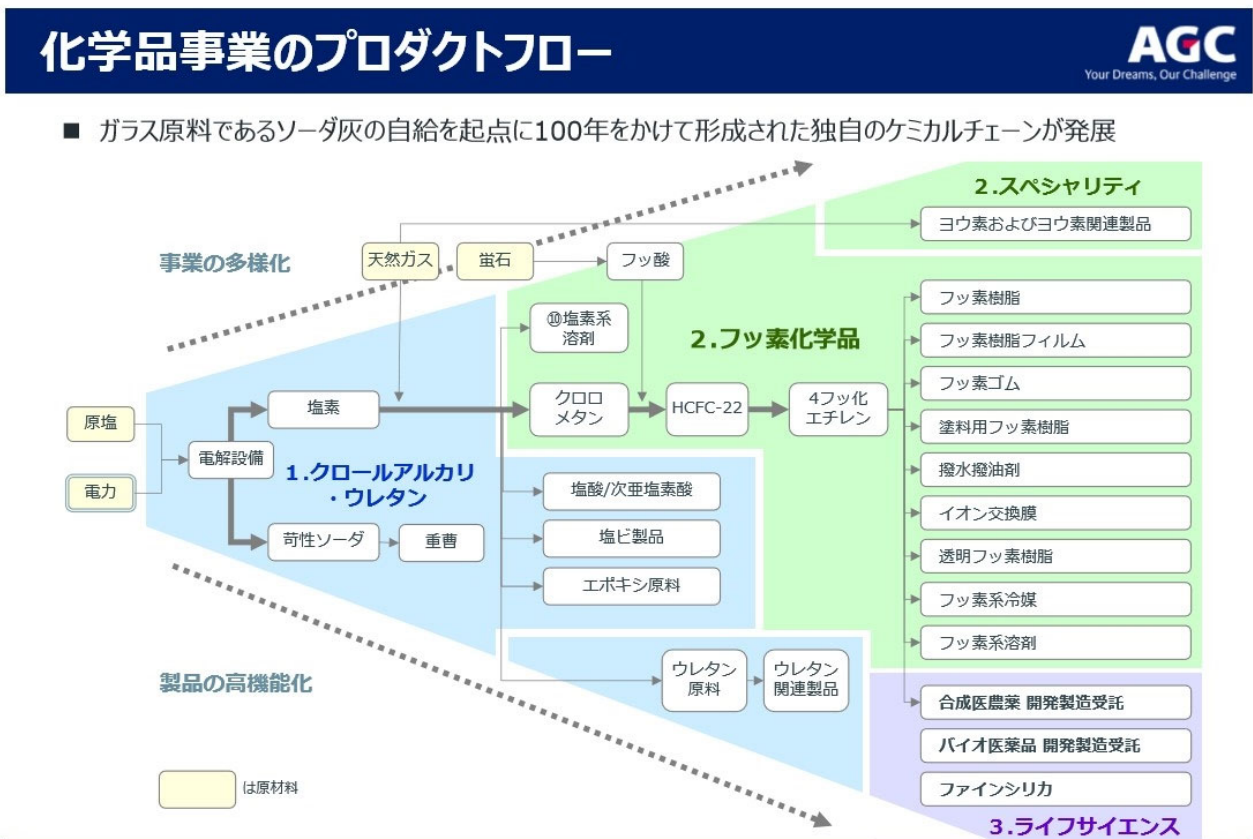 化学品事業のプロダクトフロー
AGC
Your Dreams, Our Challenge
■ ガラス原料であるソーダ灰の自給を起点に100年をかけて形成された独自のケミカルチェーンが発展
2.スペシャリティ
ヨウ素およびヨウ素関連製品
事業の多様化
天然ガス
蛍石
フッ酸
⑩塩素系
溶剤
2.フッ素化学品
フッ素樹脂
フッ素樹脂フィルム
フッ素ゴム
塗料用フッ素樹脂
撥水撥油剤
イオン交換膜
透明フッ素樹脂
フッ素系冷媒
フッ素系溶剤
原塩
電力
電解設備
塩素
クロロ
メタン
HCFC-22
4フッ化
エチレン
1.クロールアルカリ
・ウレタン
苛性ソーダ
重曹
塩酸/次亜塩素酸
塩ビ製品
エポキシ原料
製品の高機能化
ウレタン
原料
ウレタン
関連製品
合成医農薬 開発製造受託
バイオ医薬品 開発製造受託
ファインシリカ
3.ライフサイエンス
は原材料